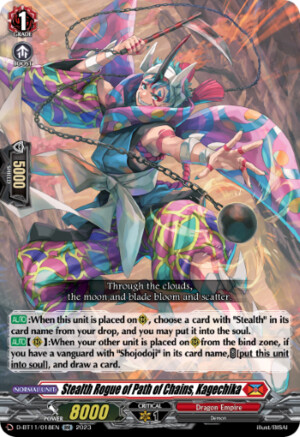 1
GRADE
BOOST
5000
SHIELD
Through the clouds,
the moon and blade bloom and scatter.
AUTO:When this unit is placed on , choose a card with "Stealth" in its
card name from your drop, and you may put it into the soul.
AUTO【 】:When your other unit is placed on from the bind zone, if
you have a vanguard with "Shojodoji" in its card name, [put this unit
into soul], and draw a card.
NORMAL UNIT
Stealth Rogue of Path of Chains, Kagechika
POWER 8000
CRITICAL
1
Dragon Empire
Demon
D-BT11/018EN 2023